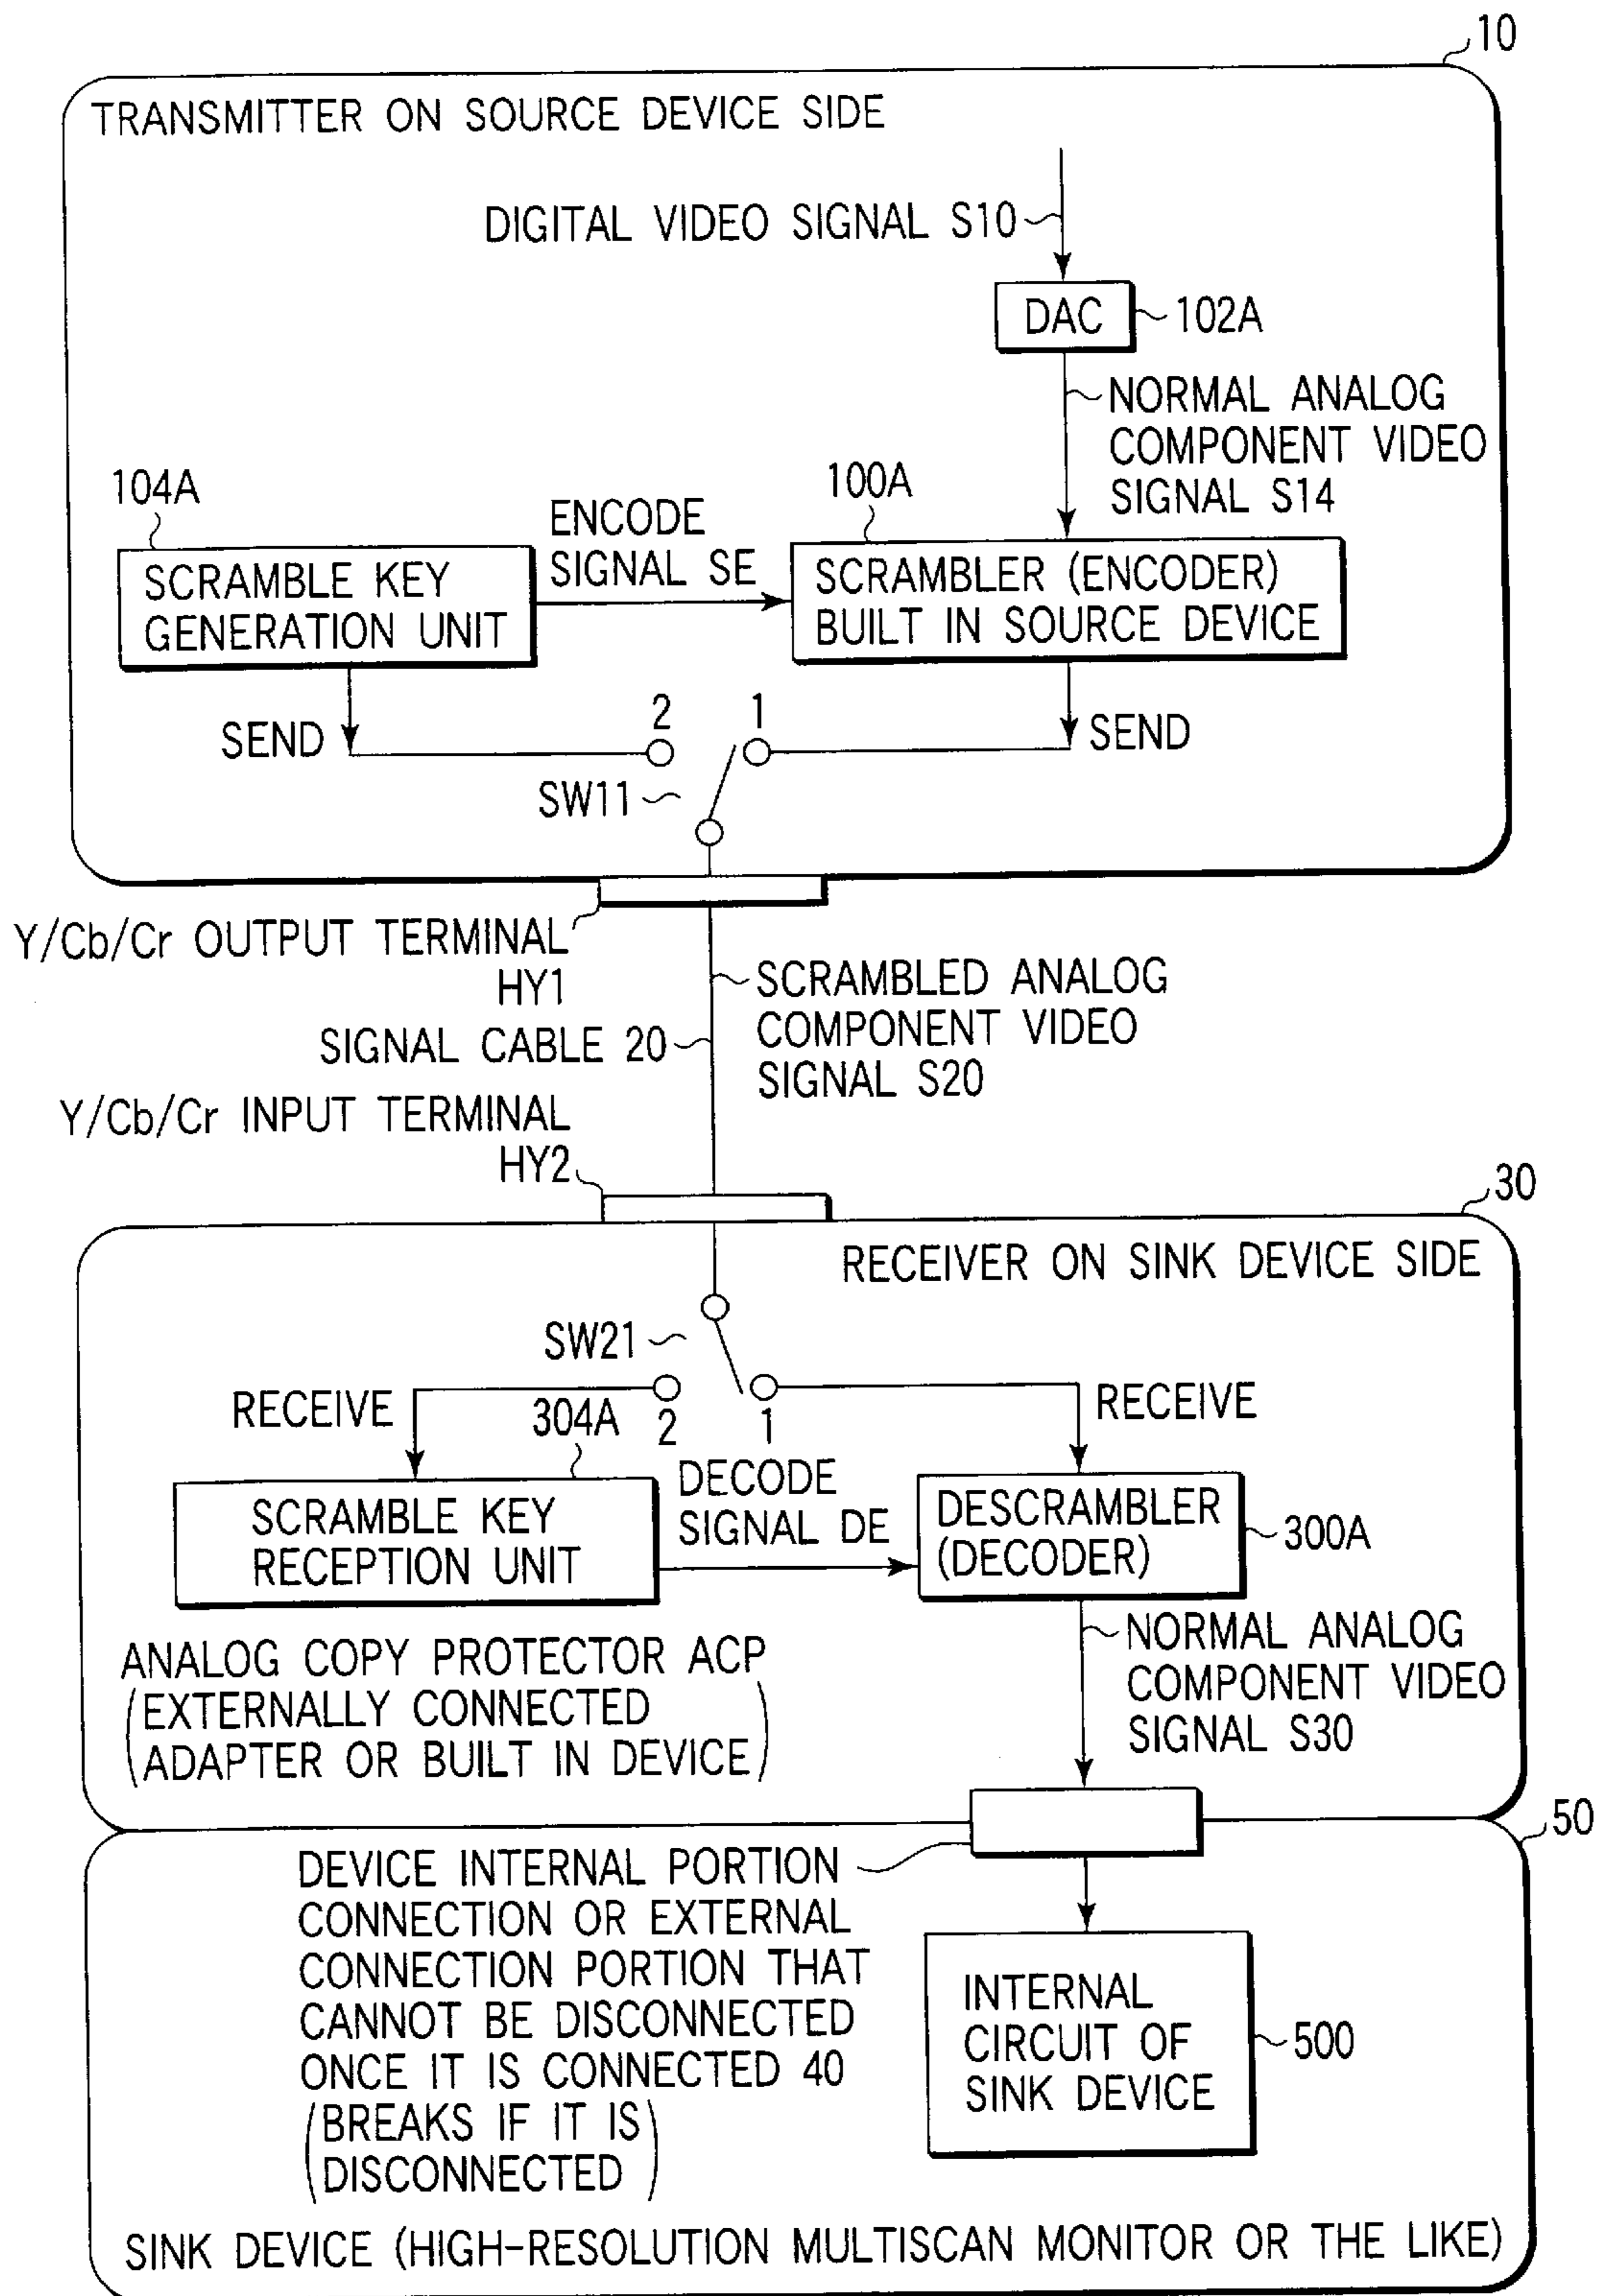 10
TRANSMITTER ON SOURCE DEVICE SIDE
DIGITAL VIDEO SIGNAL S10
DAC
102A
NORMAL ANALOG
COMPONENT VIDEO
SIGNAL S14
104A
SCRAMBLE KEY
GENERATION UNIT
ENCODE
SIGNAL SE
100A
SCRAMBLER (ENCODER)
BUILT IN SOURCE DEVICE
SEND
2
1
SEND
SW11
Y/Cb/Cr OUTPUT TERMINAL
HY1
SCRAMBLED ANALOG
COMPONENT VIDEO
SIGNAL S20
SIGNAL CABLE 20
Y/Cb/Cr INPUT TERMINAL
HY2
30
RECEIVER ON SINK DEVICE SIDE
SW21
RECEIVE
2
1
RECEIVE
304A
SCRAMBLE KEY
RECEPTION UNIT
DECODE
SIGNAL DE
DESCRAMBLER
(DECODER)
300A
NORMAL ANALOG
COMPONENT VIDEO
SIGNAL S30
ANALOG COPY PROTECTOR ACP
(EXTERNALLY CONNECTED
ADAPTER OR BUILT IN DEVICE)
50
DEVICE INTERNAL PORTION
CONNECTION OR EXTERNAL
CONNECTION PORTION THAT
CANNOT BE DISCONNECTED
ONCE IT IS CONNECTED 40
(BREAKS IF IT IS
DISCONNECTED)
INTERNAL
CIRCUIT OF
SINK DEVICE
500
SINK DEVICE (HIGH-RESOLUTION MULTISCAN MONITOR OR THE LIKE)